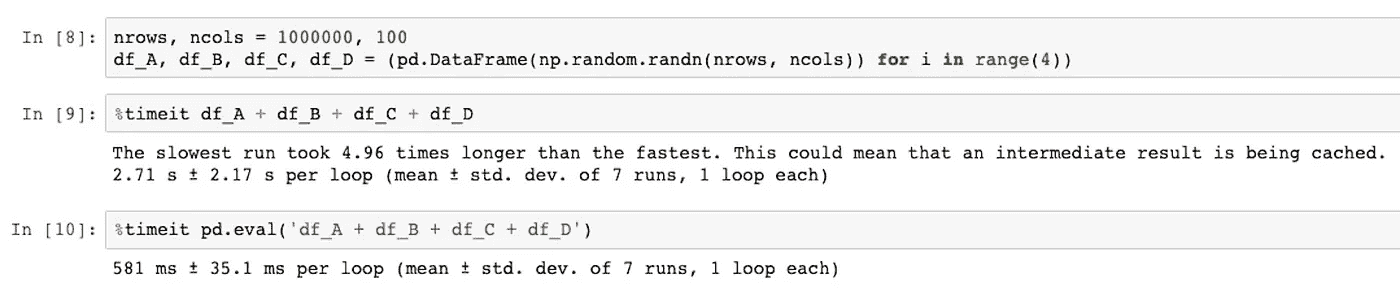 In [8]: nrows, ncols = 1000000, 100
df_A, df_B, df_C, df_D = (pd.DataFrame(np.random.randn(nrows, ncols)) for i in range(4))
In [9]: %timeit df_A + df_B + df_C + df_D
The slowest run took 4.96 times longer than the fastest. This could mean that an intermediate result is being cached.
2.71 s ± 2.17 s per loop (mean ± std. dev. of 7 runs, 1 loop each)
In [10]: %timeit pd.eval('df_A + df_B + df_C + df_D')
581 ms ± 35.1 ms per loop (mean ± std. dev. of 7 runs, 1 loop each)